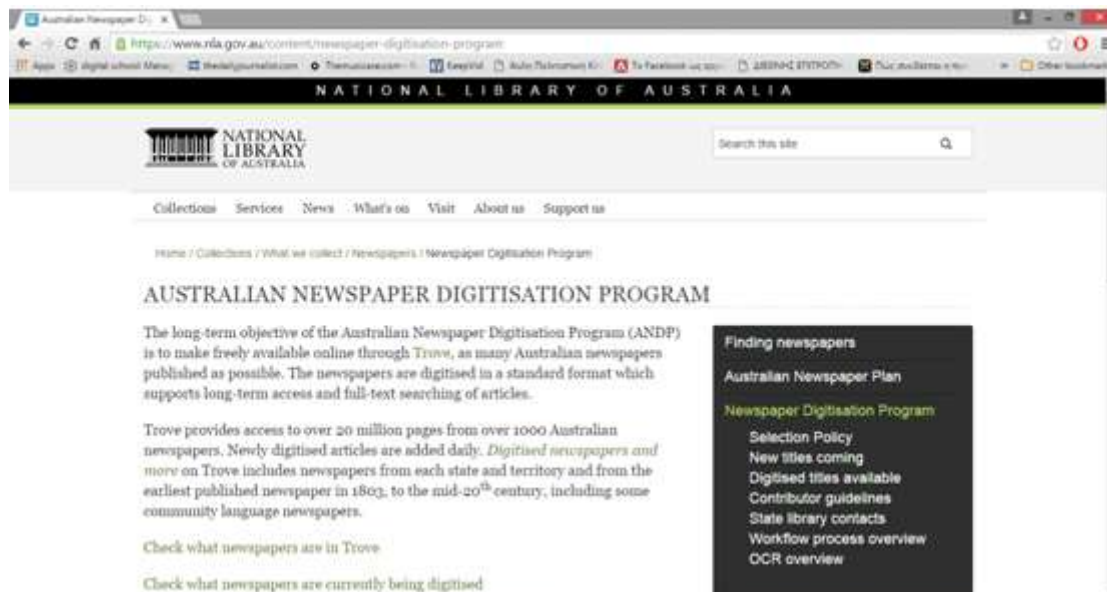 Australian Newspaper Di
https://www.nla.gov.au/content/newspaper-digitisation-program
Apps
NATIONAL LIBRARY OF AUSTRALIA
NATIONAL
LIBRARY
OF AUSTRALIA
Search this site
Collections Services News What's on Visit About us Support us
Home / Collections / What we collect / Newspapers / Newspaper Digitisation Program
AUSTRALIAN NEWSPAPER DIGITISATION PROGRAM
The long-term objective of the Australian Newspaper Digitisation Program (ANDP)
is to make freely available online through Trove, as many Australian newspapers
published as possible. The newspapers are digitised in a standard format which
supports long-term access and full-text searching of articles.
Trove provides access to over 20 million pages from over 1000 Australian
newspapers. Newly digitised articles are added daily. Digitised newspapers and
more on Trove includes newspapers from each state and territory and from the
earliest published newspaper in 1803, to the mid-20th century, including some
community language newspapers.
Check what newspapers are in Trove
Check what newspapers are currently being digitised
Finding newspapers
Australian Newspaper Plan
Newspaper Digitisation Program
Selection Policy
New titles coming
Digitised titles available
Contributor guidelines
State library contacts
Workflow process overview
OCR overview